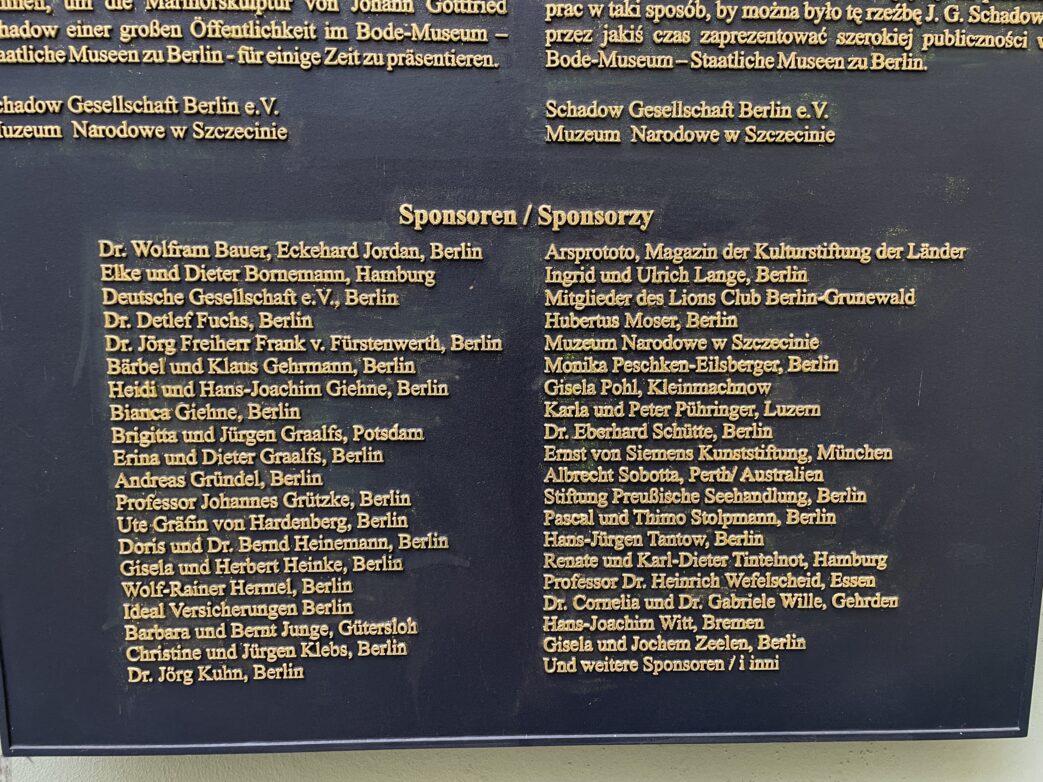 um die Marmorskulptur von Johann Gottfried
Schadow einer großen Öffentlichkeit im Bode-Museum –
Staatliche Museen zu Berlin - für einige Zeit zu präsentieren.
Schadow Gesellschaft Berlin e.V.
Muzeum Narodowe w Szczecinie
prac w taki sposób, by można było tę rzeźbę J. G. Schadow
przez jakiś czas zaprezentować szerokiej publiczności w
Bode-Museum – Staatliche Museen zu Berlin.
Schadow Gesellschaft Berlin e.V.
Muzeum Narodowe w Szczecinie
Sponsoren / Sponsorzy
Dr. Wolfram Bauer, Eckehard Jordan, Berlin
Elke und Dieter Bornemann, Hamburg
Deutsche Gesellschaft e.V., Berlin
Dr. Detlef Fuchs, Berlin
Dr. Jörg Freiherr Frank v. Fürstenwerth, Berlin
Bärbel und Klaus Gehrmann, Berlin
Heidi und Hans-Joachim Giehne, Berlin
Bianca Giehne, Berlin
Brigitta und Jürgen Graalfs, Potsdam
Erina und Dieter Graalfs, Berlin
Andreas Gründel, Berlin
Professor Johannes Grützke, Berlin
Ute Gräfin von Hardenberg, Berlin
Doris und Dr. Bernd Heinemann, Berlin
Gisela und Herbert Heinke, Berlin
Wolf-Rainer Hermel, Berlin
Ideal Versicherungen Berlin
Barbara und Bernt Junge, Gütersloh
Christine und Jürgen Klebs, Berlin
Dr. Jörg Kuhn, Berlin
Arsprototo, Magazin der Kulturstiftung der Länder
Ingrid und Ulrich Lange, Berlin
Mitglieder des Lions Club Berlin-Grunewald
Hubertus Moser, Berlin
Muzeum Narodowe w Szczecinie
Monika Peschken-Eilsberger, Berlin
Gisela Pohl, Kleinmachnow
Karla und Peter Pühringer, Luzern
Dr. Eberhard Schütte, Berlin
Ernst von Siemens Kunststiftung, München
Albrecht Sobotta, Perth/ Australien
Stiftung Preußische Seehandlung, Berlin
Pascal und Thimo Stolpmann, Berlin
Hans-Jürgen Tantow, Berlin
Renate und Karl-Dieter Tintelnot, Hamburg
Professor Dr. Heinrich Wefelscheid, Essen
Dr. Cornelia und Dr. Gabriele Wille, Gehrden
Hans-Joachim Witt, Bremen
Gisela und Jochem Zeelen, Berlin
Und weitere Sponsoren / i inni